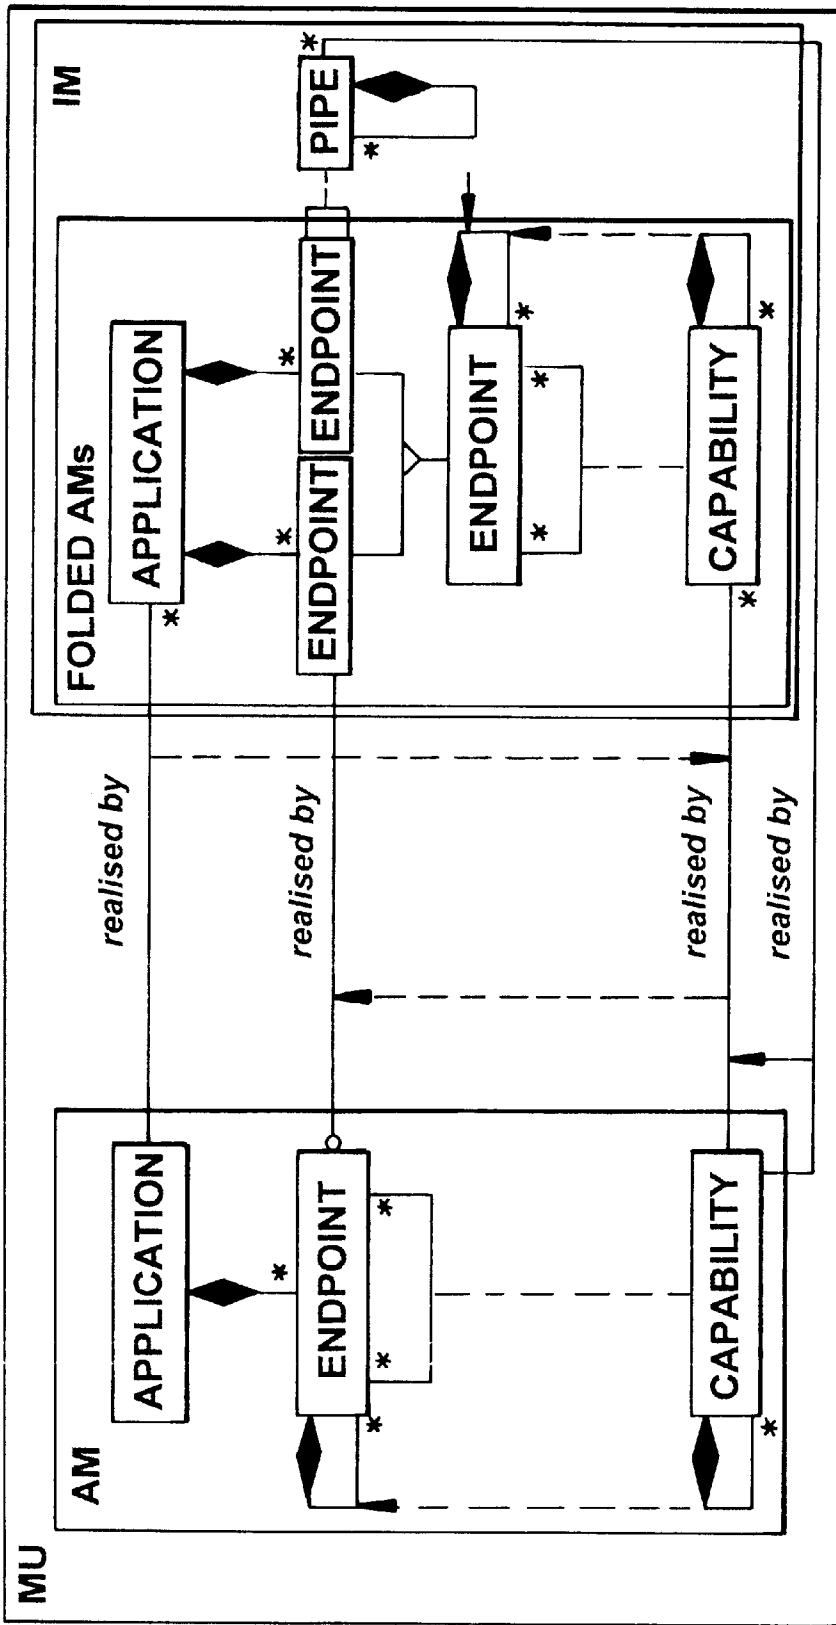 MU
AM
APPLICATION
*
ENDPOINT
*
*
*
CAPABILITY
*
realised by
realised by
realised by
realised by
IM
FOLDED AMs
APPLICATION
*
*
*
ENDPOINT
ENDPOINT
ENDPOINT
*
*
*
CAPABILITY
*
*
PIPE
*
*